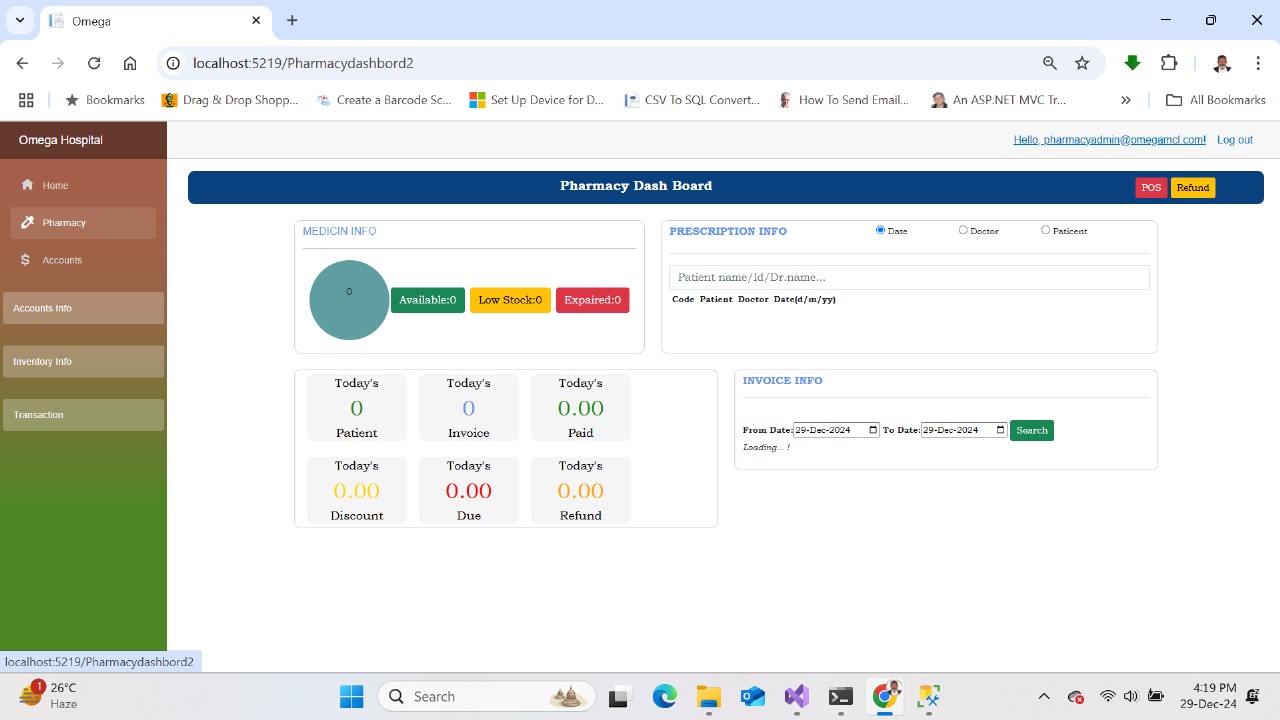 Omega
localhost:5219/Pharmacydashbord2
Bookmarks
Drag & Drop Shopp...
Create a Barcode Sc...
Set Up Device for D...
CSV To SQL Convert...
How To Send Email...
An ASP.NET MVC Tr...
All Bookmarks
Omega Hospital
Hello, pharmacyadmin@omegamcl.com! Log out
Home
Pharmacy
Accounts
Accounts Info
Inventory Info
Transaction
Pharmacy Dash Board
POS
Refund
MEDICIN INFO
0
Available:0
Low Stock:0
Expaired:0
PRESCRIPTION INFO
Date
Doctor
Paticent
Patient name/Id/Dr.name...
Code Patient Doctor Date(d/m/yy)
Today's
0
Patient
Today's
0
Invoice
Today's
0.00
Paid
Today's
0.00
Discount
Today's
0.00
Due
Today's
0.00
Refund
INVOICE INFO
From Date: 29-Dec-2024 To Date: 29-Dec-2024 Search
Loading... !
localhost:5219/Pharmacydashbord2
1
26°C
Haze
Search
4:19 PM
29-Dec-24